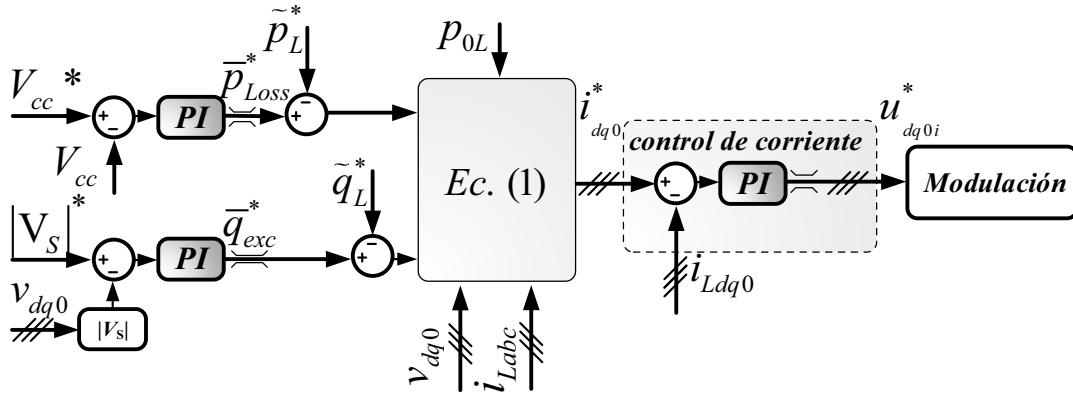 p̃*L
p0L
Vcc *
PI
p̄*Loss
Vcc
i*dqo
control de corriente
PI
u*dq0i
Modulación
Ec. (1)
q̃*L
|VS|*
PI
q̄*exc
vdq0
|Vs|
iLdq0
vdq0
iLabc